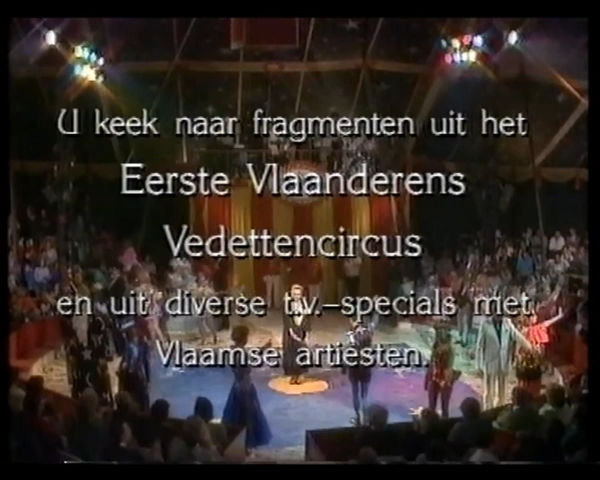 U keek naar fragmenten uit het
Eerste Vlaanderens
Vedettencircus
en uit diverse t.v.-specials met
Vlaamse artiesten.